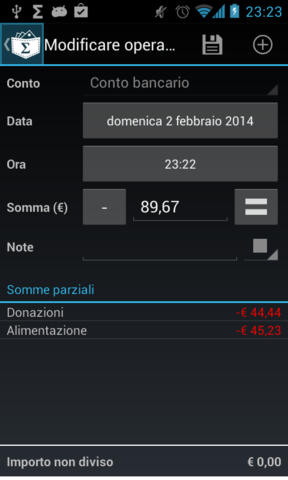 23:23
Modificare opera...
Conto Conto bancario
Data domenica 2 febbraio 2014
Ora 23:22
Somma (€) - 89,67
Note
Somme parziali
Donazioni -€ 44,44
Alimentazione -€ 45,23
Importo non diviso € 0,00